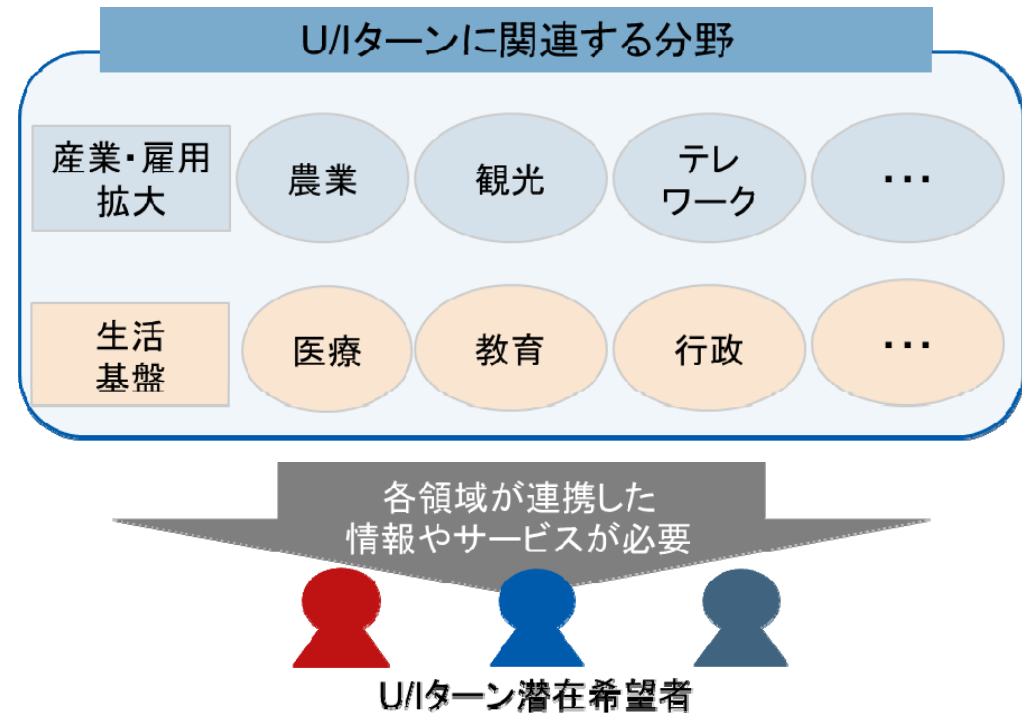 U/Iターンに関連する分野
産業・雇用
拡大
農業
観光
テレ
ワーク
・・・
生活
基盤
医療
教育
行政
・・・
各領域が連携した
情報やサービスが必要
U/Iターン潜在希望者